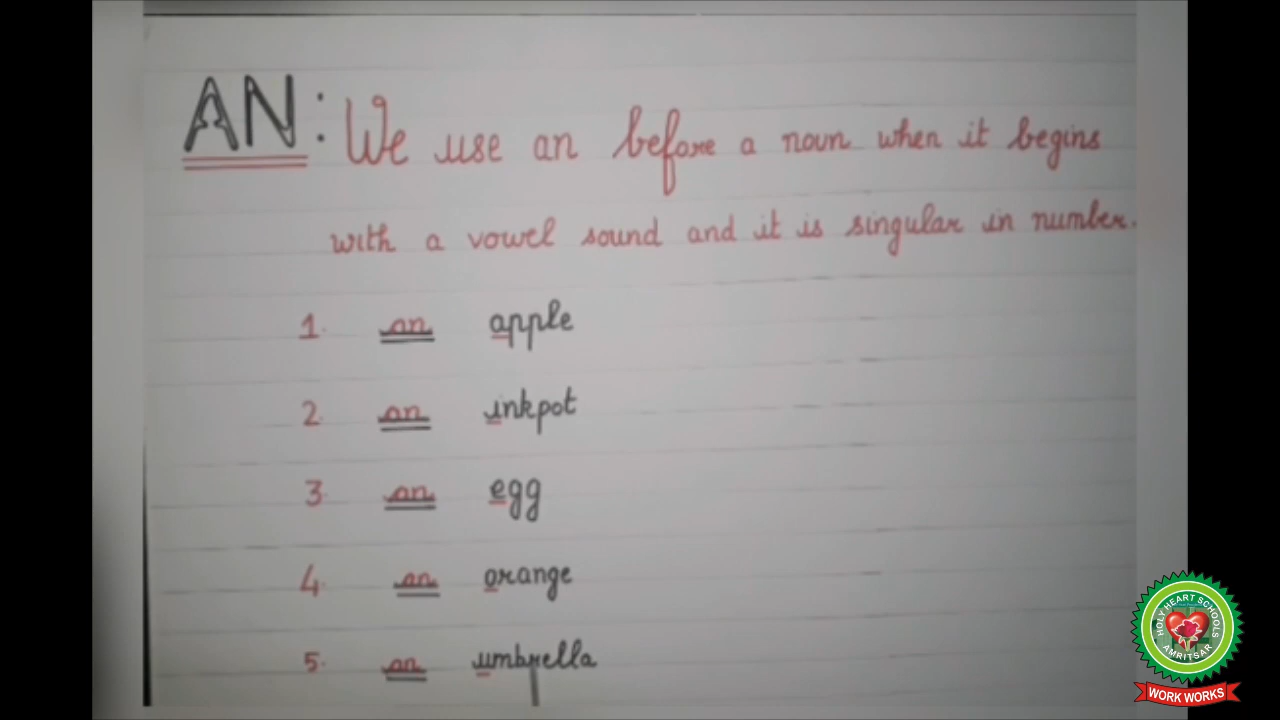 AN: We use an before a noun when it begins
with a vowel sound and it is singular in number.
1. an apple
2. an inkpot
3. an egg
4. an orange
5. an umbrella
HOLY HEART SCHOOLS
AMRITSAR
WORK WORKS